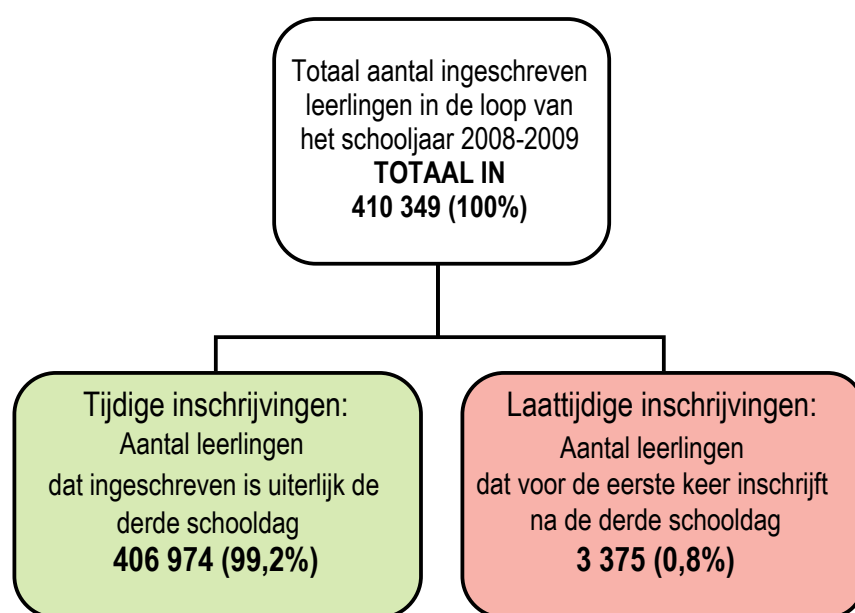 Totaal aantal ingeschreven
leerlingen in de loop van
het schooljaar 2008-2009
TOTAAL IN
410 349 (100%)
Tijdige inschrijvingen:
Aantal leerlingen
dat ingeschreven is uiterlijk de
derde schooldag
406 974 (99,2%)
Laattijdige inschrijvingen:
Aantal leerlingen
dat voor de eerste keer inschrijft
na de derde schooldag
3 375 (0,8%)